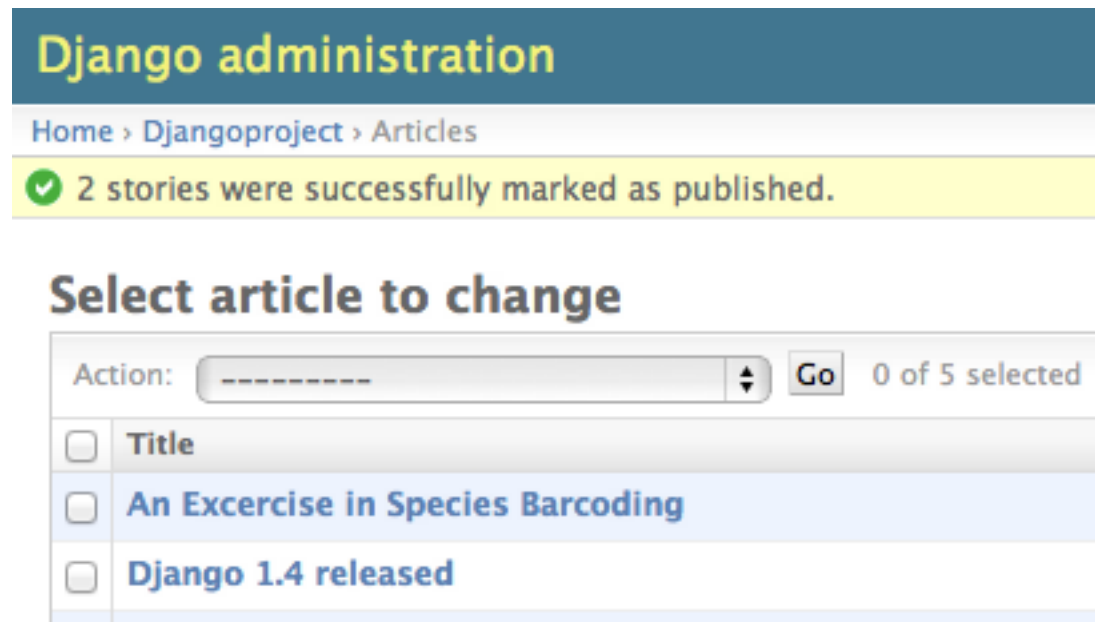 Django administration
Home › Djangoproject › Articles
2 stories were successfully marked as published.
Select article to change
Action: --------- Go 0 of 5 selected
Title
An Excercise in Species Barcoding
Django 1.4 released